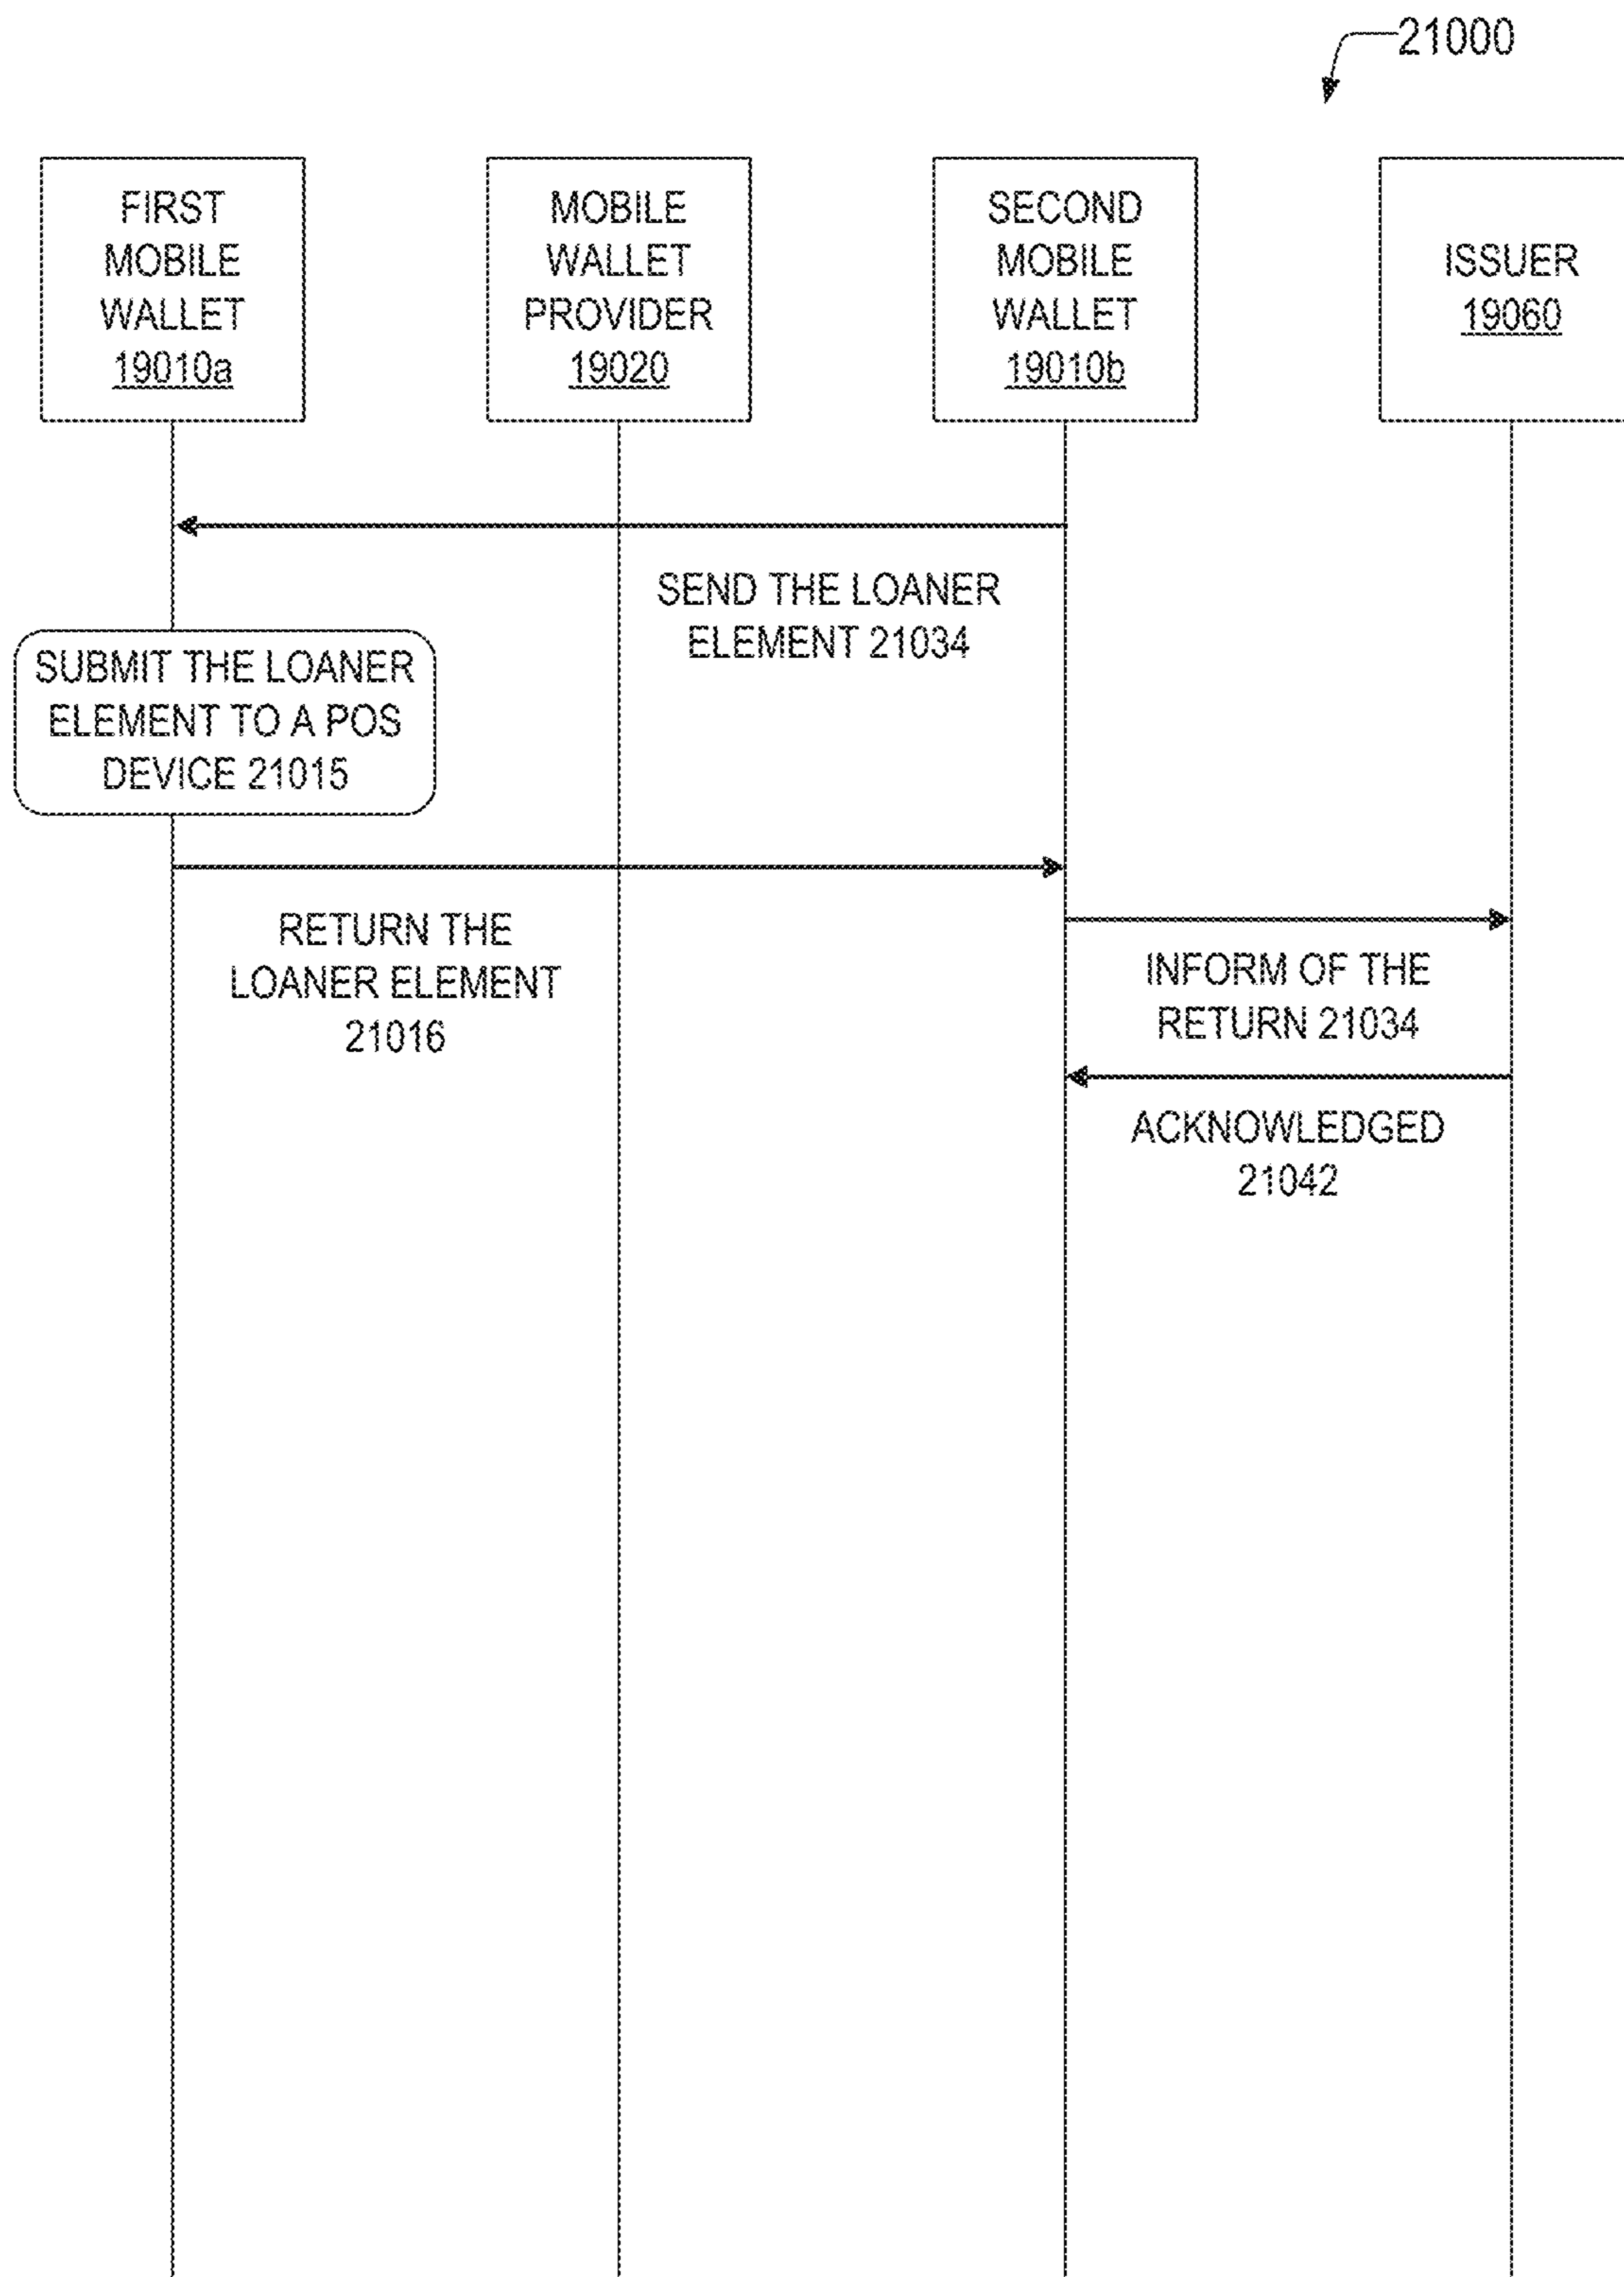 21000
FIRST
MOBILE
WALLET
19010a
MOBILE
WALLET
PROVIDER
19020
SECOND
MOBILE
WALLET
19010b
ISSUER
19060
SEND THE LOANER
ELEMENT 21034
SUBMIT THE LOANER
ELEMENT TO A POS
DEVICE 21015
RETURN THE
LOANER ELEMENT
21016
INFORM OF THE
RETURN 21034
ACKNOWLEDGED
21042